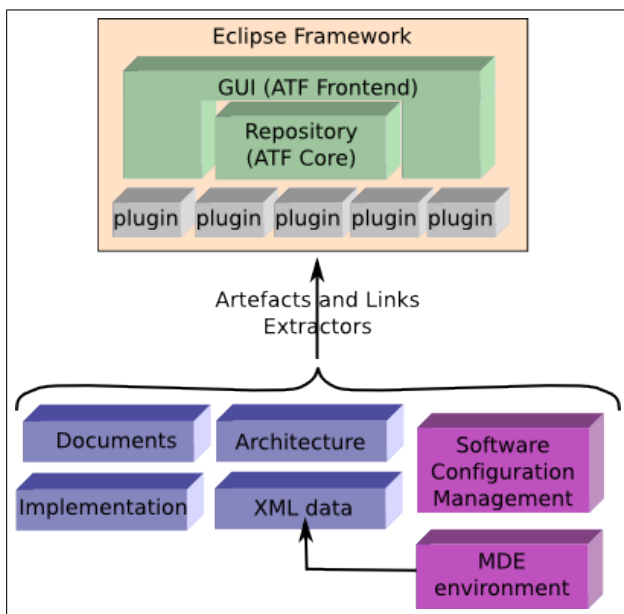 Eclipse Framework
GUI (ATF Frontend)
Repository
(ATF Core)
plugin plugin plugin plugin plugin
Artefacts and Links
Extractors
Documents
Architecture
Software
Configuration
Management
Implementation
XML data
MDE
environment